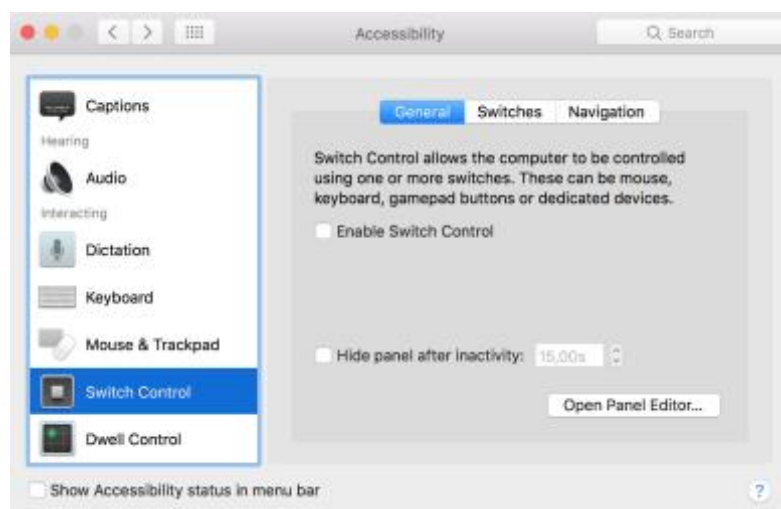 Accessibility
Search
Captions
Hearing
Audio
Interacting
Dictation
Keyboard
Mouse & Trackpad
Switch Control
Dwell Control
General Switches Navigation
Switch Control allows the computer to be controlled
using one or more switches. These can be mouse,
keyboard, gamepad buttons or dedicated devices.
Enable Switch Control
Hide panel after inactivity: 15,00s
Open Panel Editor...
Show Accessibility status in menu bar
?